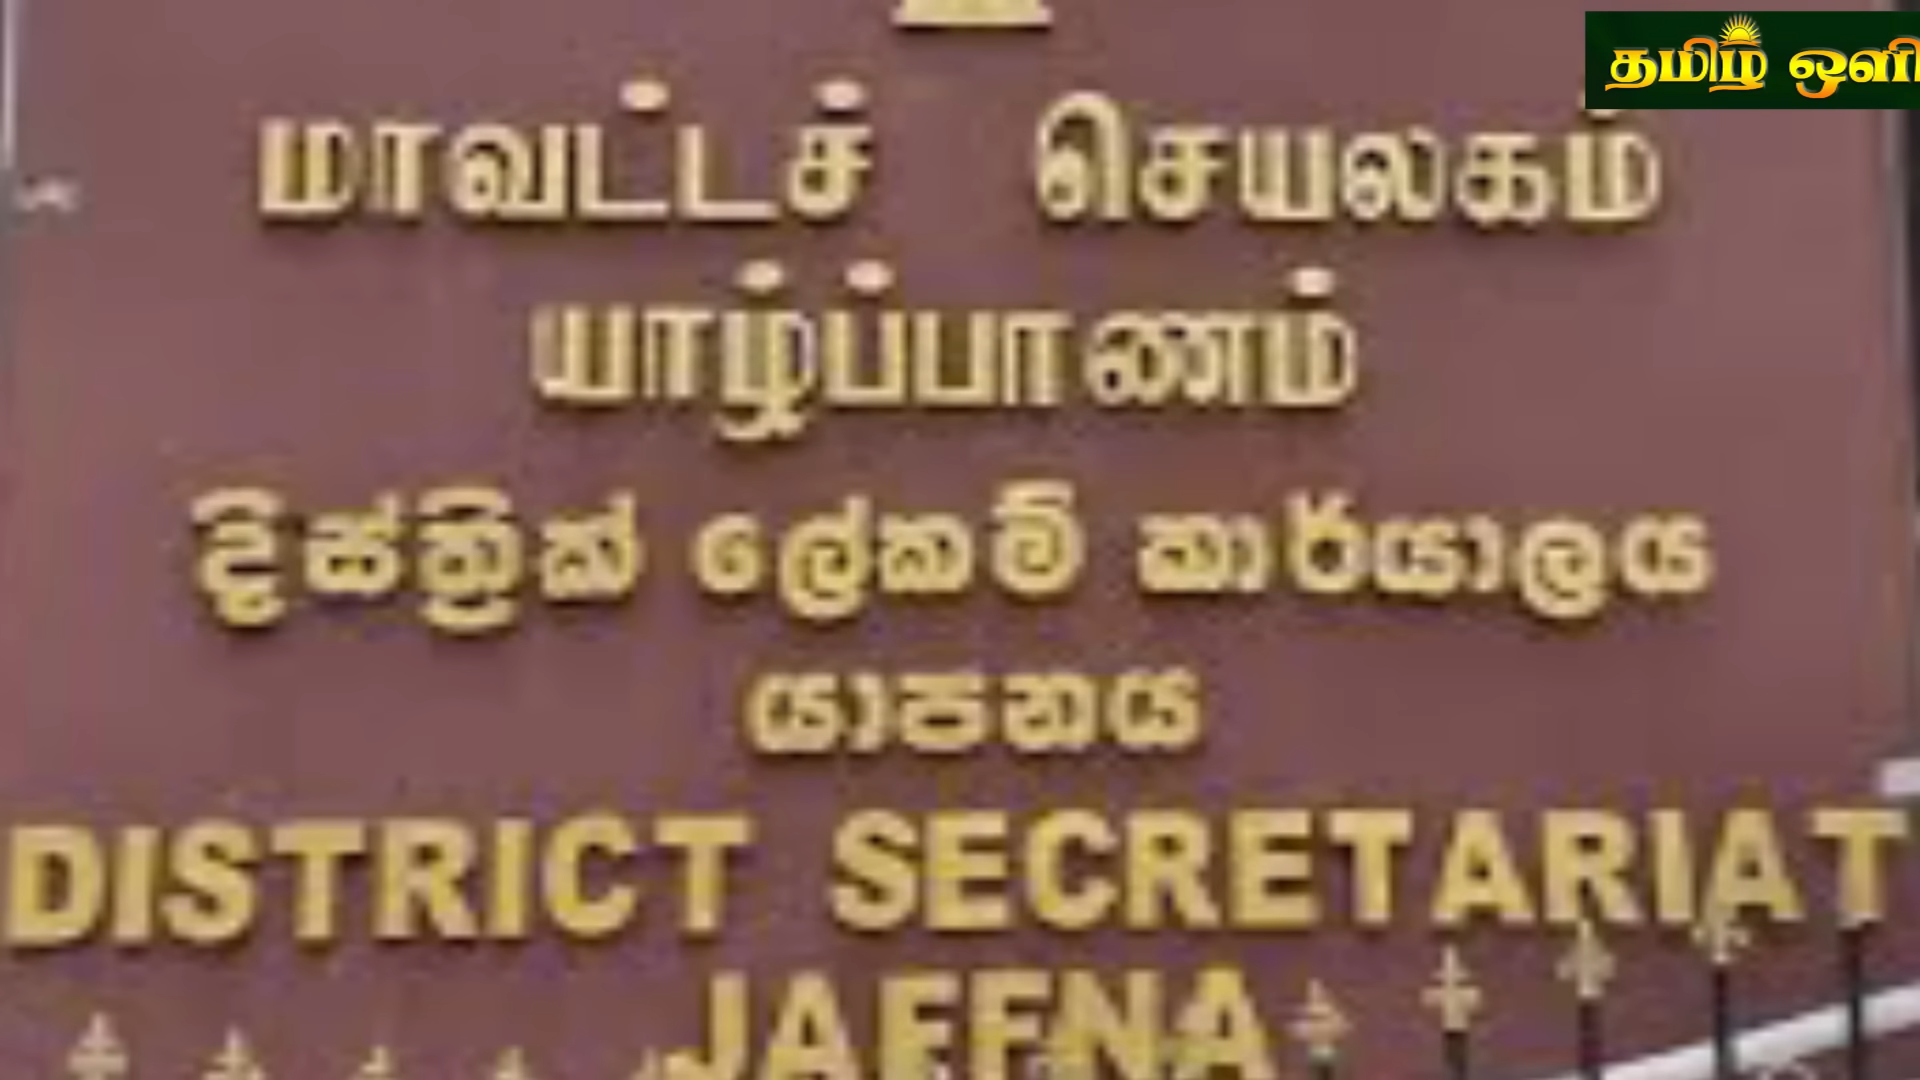 தமிழ் ஒளி
மாவட்டச் செயலகம்
யாழ்ப்பாணம்
දිස්ත්‍රික් ලේකම් කාර්යාලය
යාපනය
DISTRICT SECRETARIAT
JAFFNA